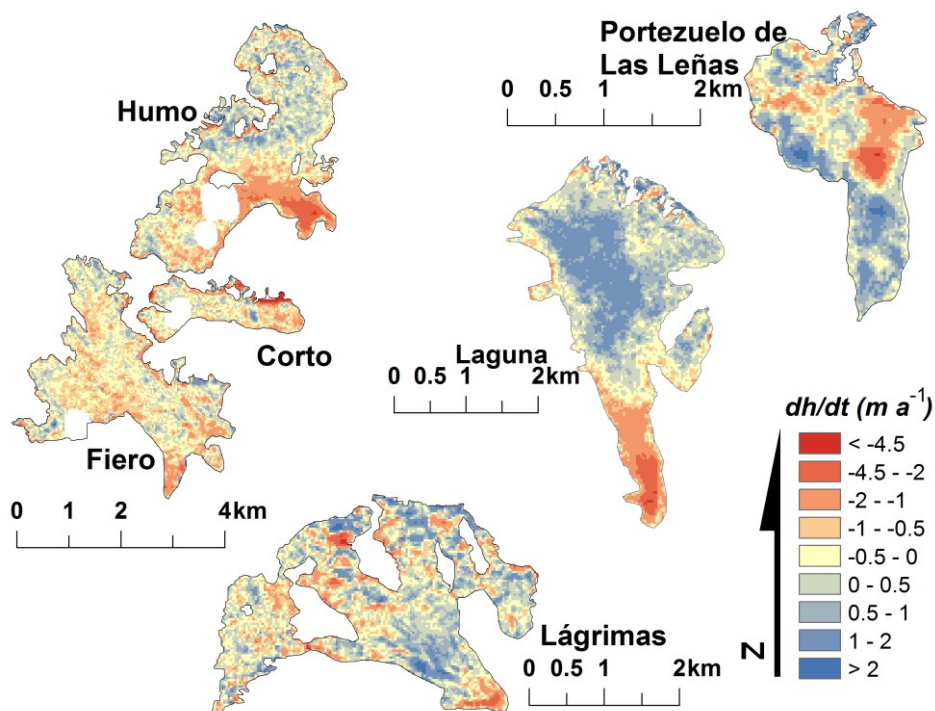 Portezuelo de
Las Leñas
0 0.5 1 2km
Humo
Corto
Fiero
0 1 2 4km
Laguna
0 0.5 1 2km
Lágrimas
0 0.5 1 2km
dh/dt (m a⁻¹)
< -4.5
-4.5 - -2
-2 - -1
-1 - -0.5
-0.5 - 0
0 - 0.5
0.5 - 1
1 - 2
> 2
N